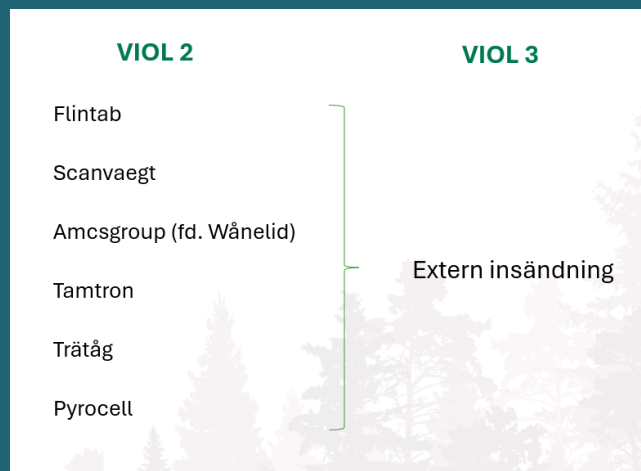 VIOL 2
VIOL 3
Flintab
Scanvaegt
Amcsgroup (fd. Wånelid)
Tamtron
Trätåg
Pyrocell
Extern insändning